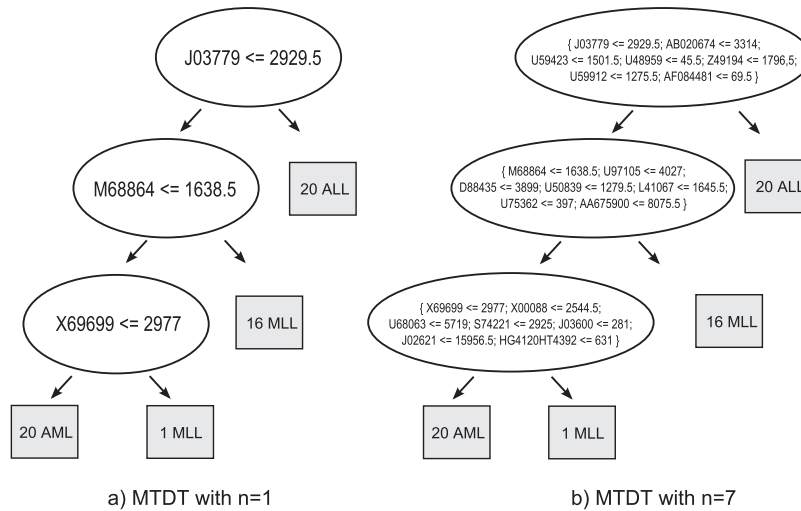 J03779 <= 2929.5
M68864 <= 1638.5
20 ALL
X69699 <= 2977
16 MLL
20 AML
1 MLL
a) MTDT with n=1
{ J03779 <= 2929.5; AB020674 <= 3314;
U59423 <= 1501.5; U48959 <= 45.5; Z49194 <= 1796,5;
U59912 <= 1275.5; AF084481 <= 69.5 }
{ M68864 <= 1638.5; U97105 <= 4027;
D88435 <= 3899; U50839 <= 1279.5; L41067 <= 1645.5;
U75362 <= 397; AA675900 <= 8075.5 }
20 ALL
{ X69699 <= 2977; X00088 <= 2544.5;
U68063 <= 5719; S74221 <= 2925; J03600 <= 281;
J02621 <= 15956.5; HG4120HT4392 <= 631 }
16 MLL
20 AML
1 MLL
b) MTDT with n=7